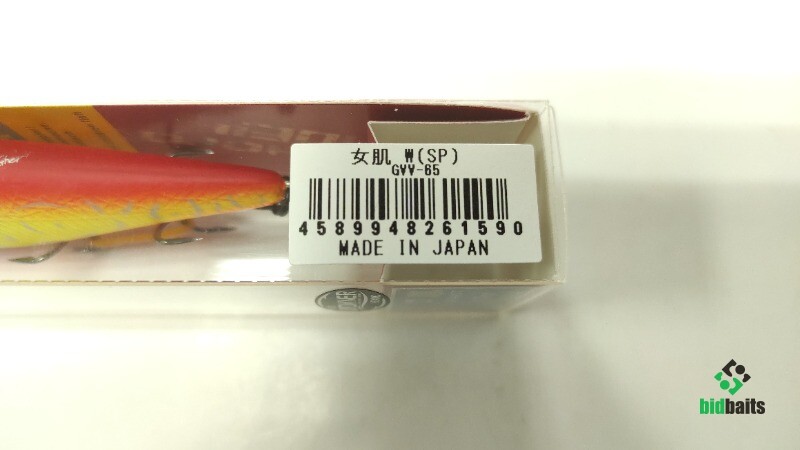 女肌 W(SP)
GVV-65
4589948261590
MADE IN JAPAN
bidbaits